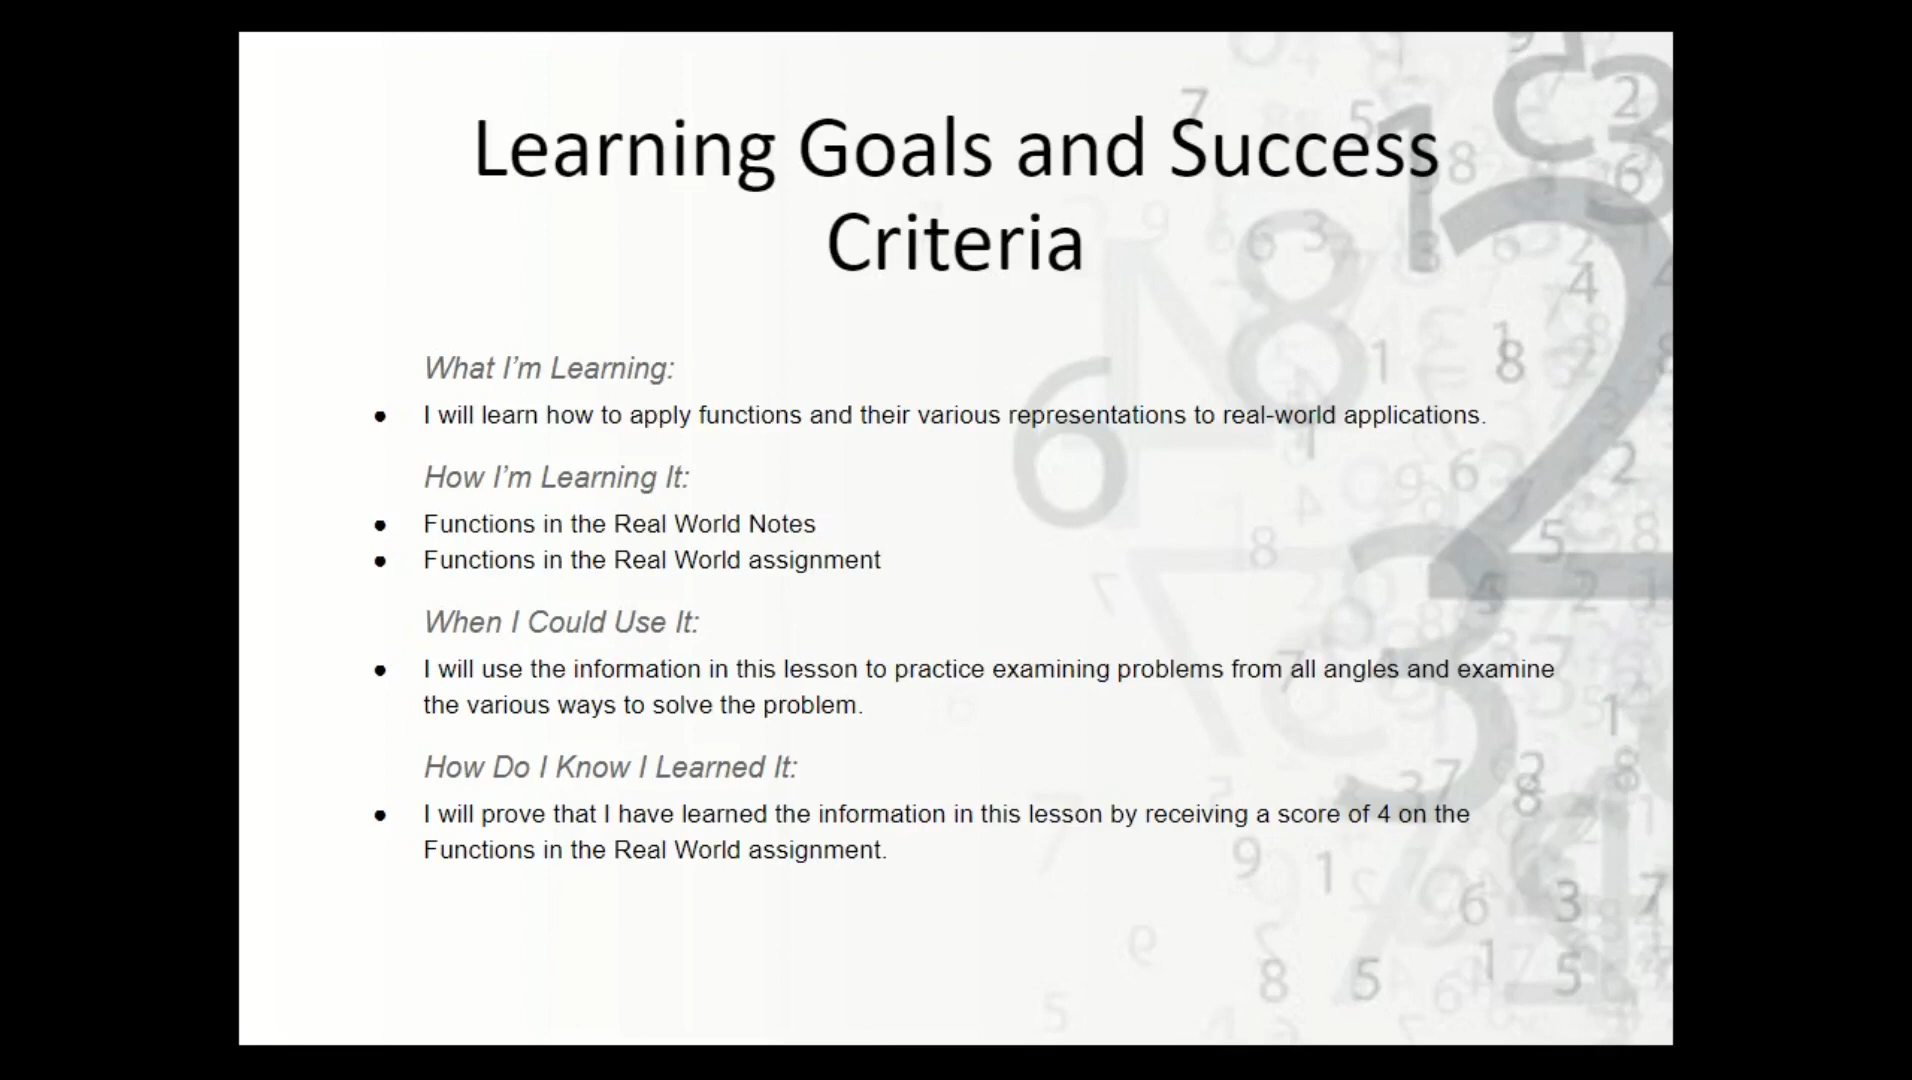 Learning Goals and Success
Criteria
What I’m Learning:
● I will learn how to apply functions and their various representations to real-world applications.
How I’m Learning It:
● Functions in the Real World Notes
● Functions in the Real World assignment
When I Could Use It:
● I will use the information in this lesson to practice examining problems from all angles and examine
the various ways to solve the problem.
How Do I Know I Learned It:
● I will prove that I have learned the information in this lesson by receiving a score of 4 on the
Functions in the Real World assignment.